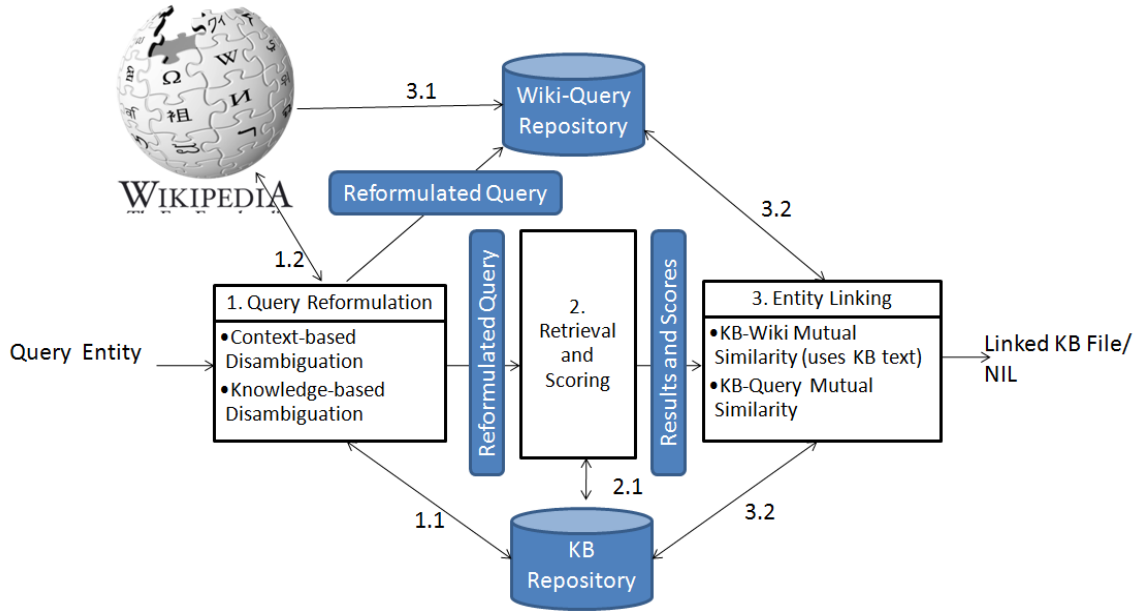 3.1
Wiki-Query
Repository
WIKIPEDIA
Reformulated Query
3.2
1.2
1. Query Reformulation
•Context-based
Disambiguation
•Knowledge-based
Disambiguation
Query Entity
Reformulated Query
2.
Retrieval
and
Scoring
Results and Scores
3. Entity Linking
•KB-Wiki Mutual
Similarity (uses KB text)
•KB-Query Mutual
Similarity
Linked KB File/
NIL
2.1
1.1
3.2
KB
Repository